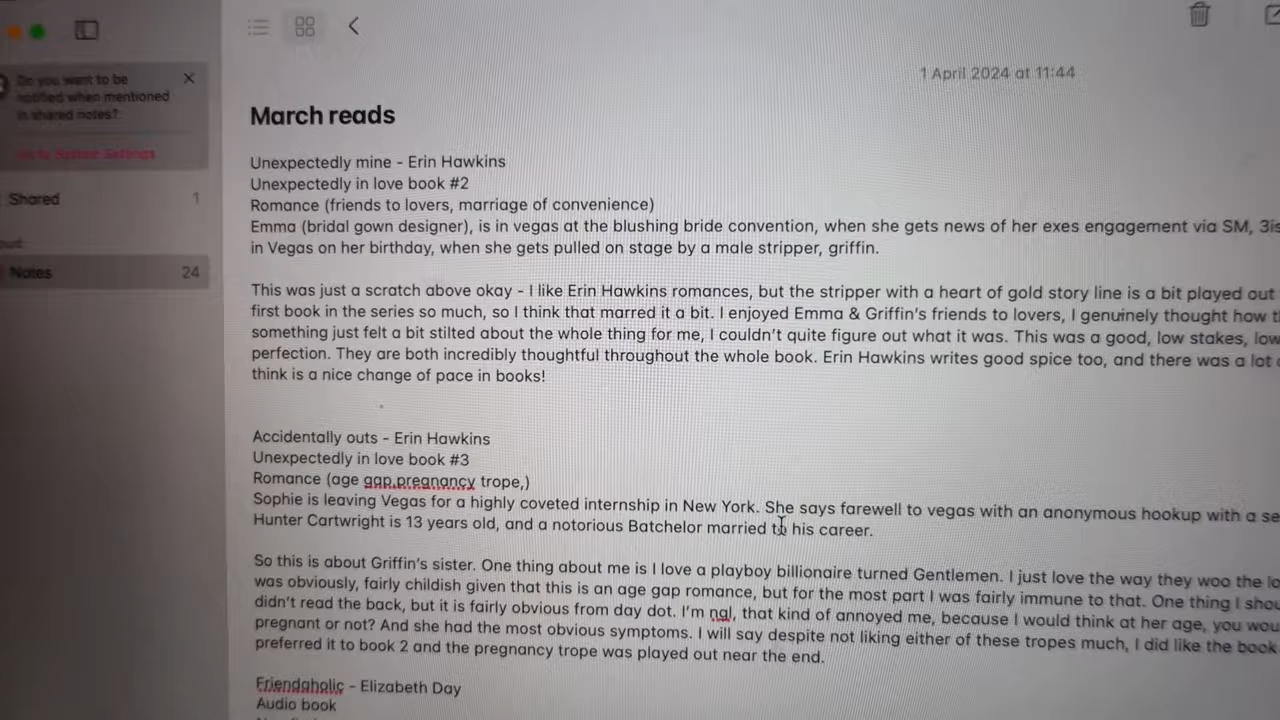 Do you want to be
notified when mentioned
in shared notes?
Go to System Settings
Shared 1
Notes 24
1 April 2024 at 11:44
March reads
Unexpectedly mine - Erin Hawkins
Unexpectedly in love book #2
Romance (friends to lovers, marriage of convenience)
Emma (bridal gown designer), is in vegas at the blushing bride convention, when she gets news of her exes engagement via SM, 3is
in Vegas on her birthday, when she gets pulled on stage by a male stripper, griffin.
This was just a scratch above okay - I like Erin Hawkins romances, but the stripper with a heart of gold story line is a bit played out
first book in the series so much, so I think that marred it a bit. I enjoyed Emma & Griffin's friends to lovers, I genuinely thought how
something just felt a bit stilted about the whole thing for me, I couldn't quite figure out what it was. This was a good, low stakes, low
perfection. They are both incredibly thoughtful throughout the whole book. Erin Hawkins writes good spice too, and there was a lot
think is a nice change of pace in books!
Accidentally outs - Erin Hawkins
Unexpectedly in love book #3
Romance (age gap,pregnancy trope,)
Sophie is leaving Vegas for a highly coveted internship in New York. She says farewell to vegas with an anonymous hookup with a se
Hunter Cartwright is 13 years old, and a notorious Batchelor married to his career.
So this is about Griffin's sister. One thing about me is I love a playboy billionaire turned Gentlemen. I just love the way they woo the
was obviously, fairly childish given that this is an age gap romance, but for the most part I was fairly immune to that. One thing I shou
didn't read the back, but it is fairly obvious from day dot. I'm ngl, that kind of annoyed me, because I would think at her age, you wou
pregnant or not? And she had the most obvious symptoms. I will say despite not liking either of these tropes much, I did like the book
preferred it to book 2 and the pregnancy trope was played out near the end.
Friendaholic - Elizabeth Day
Audio book